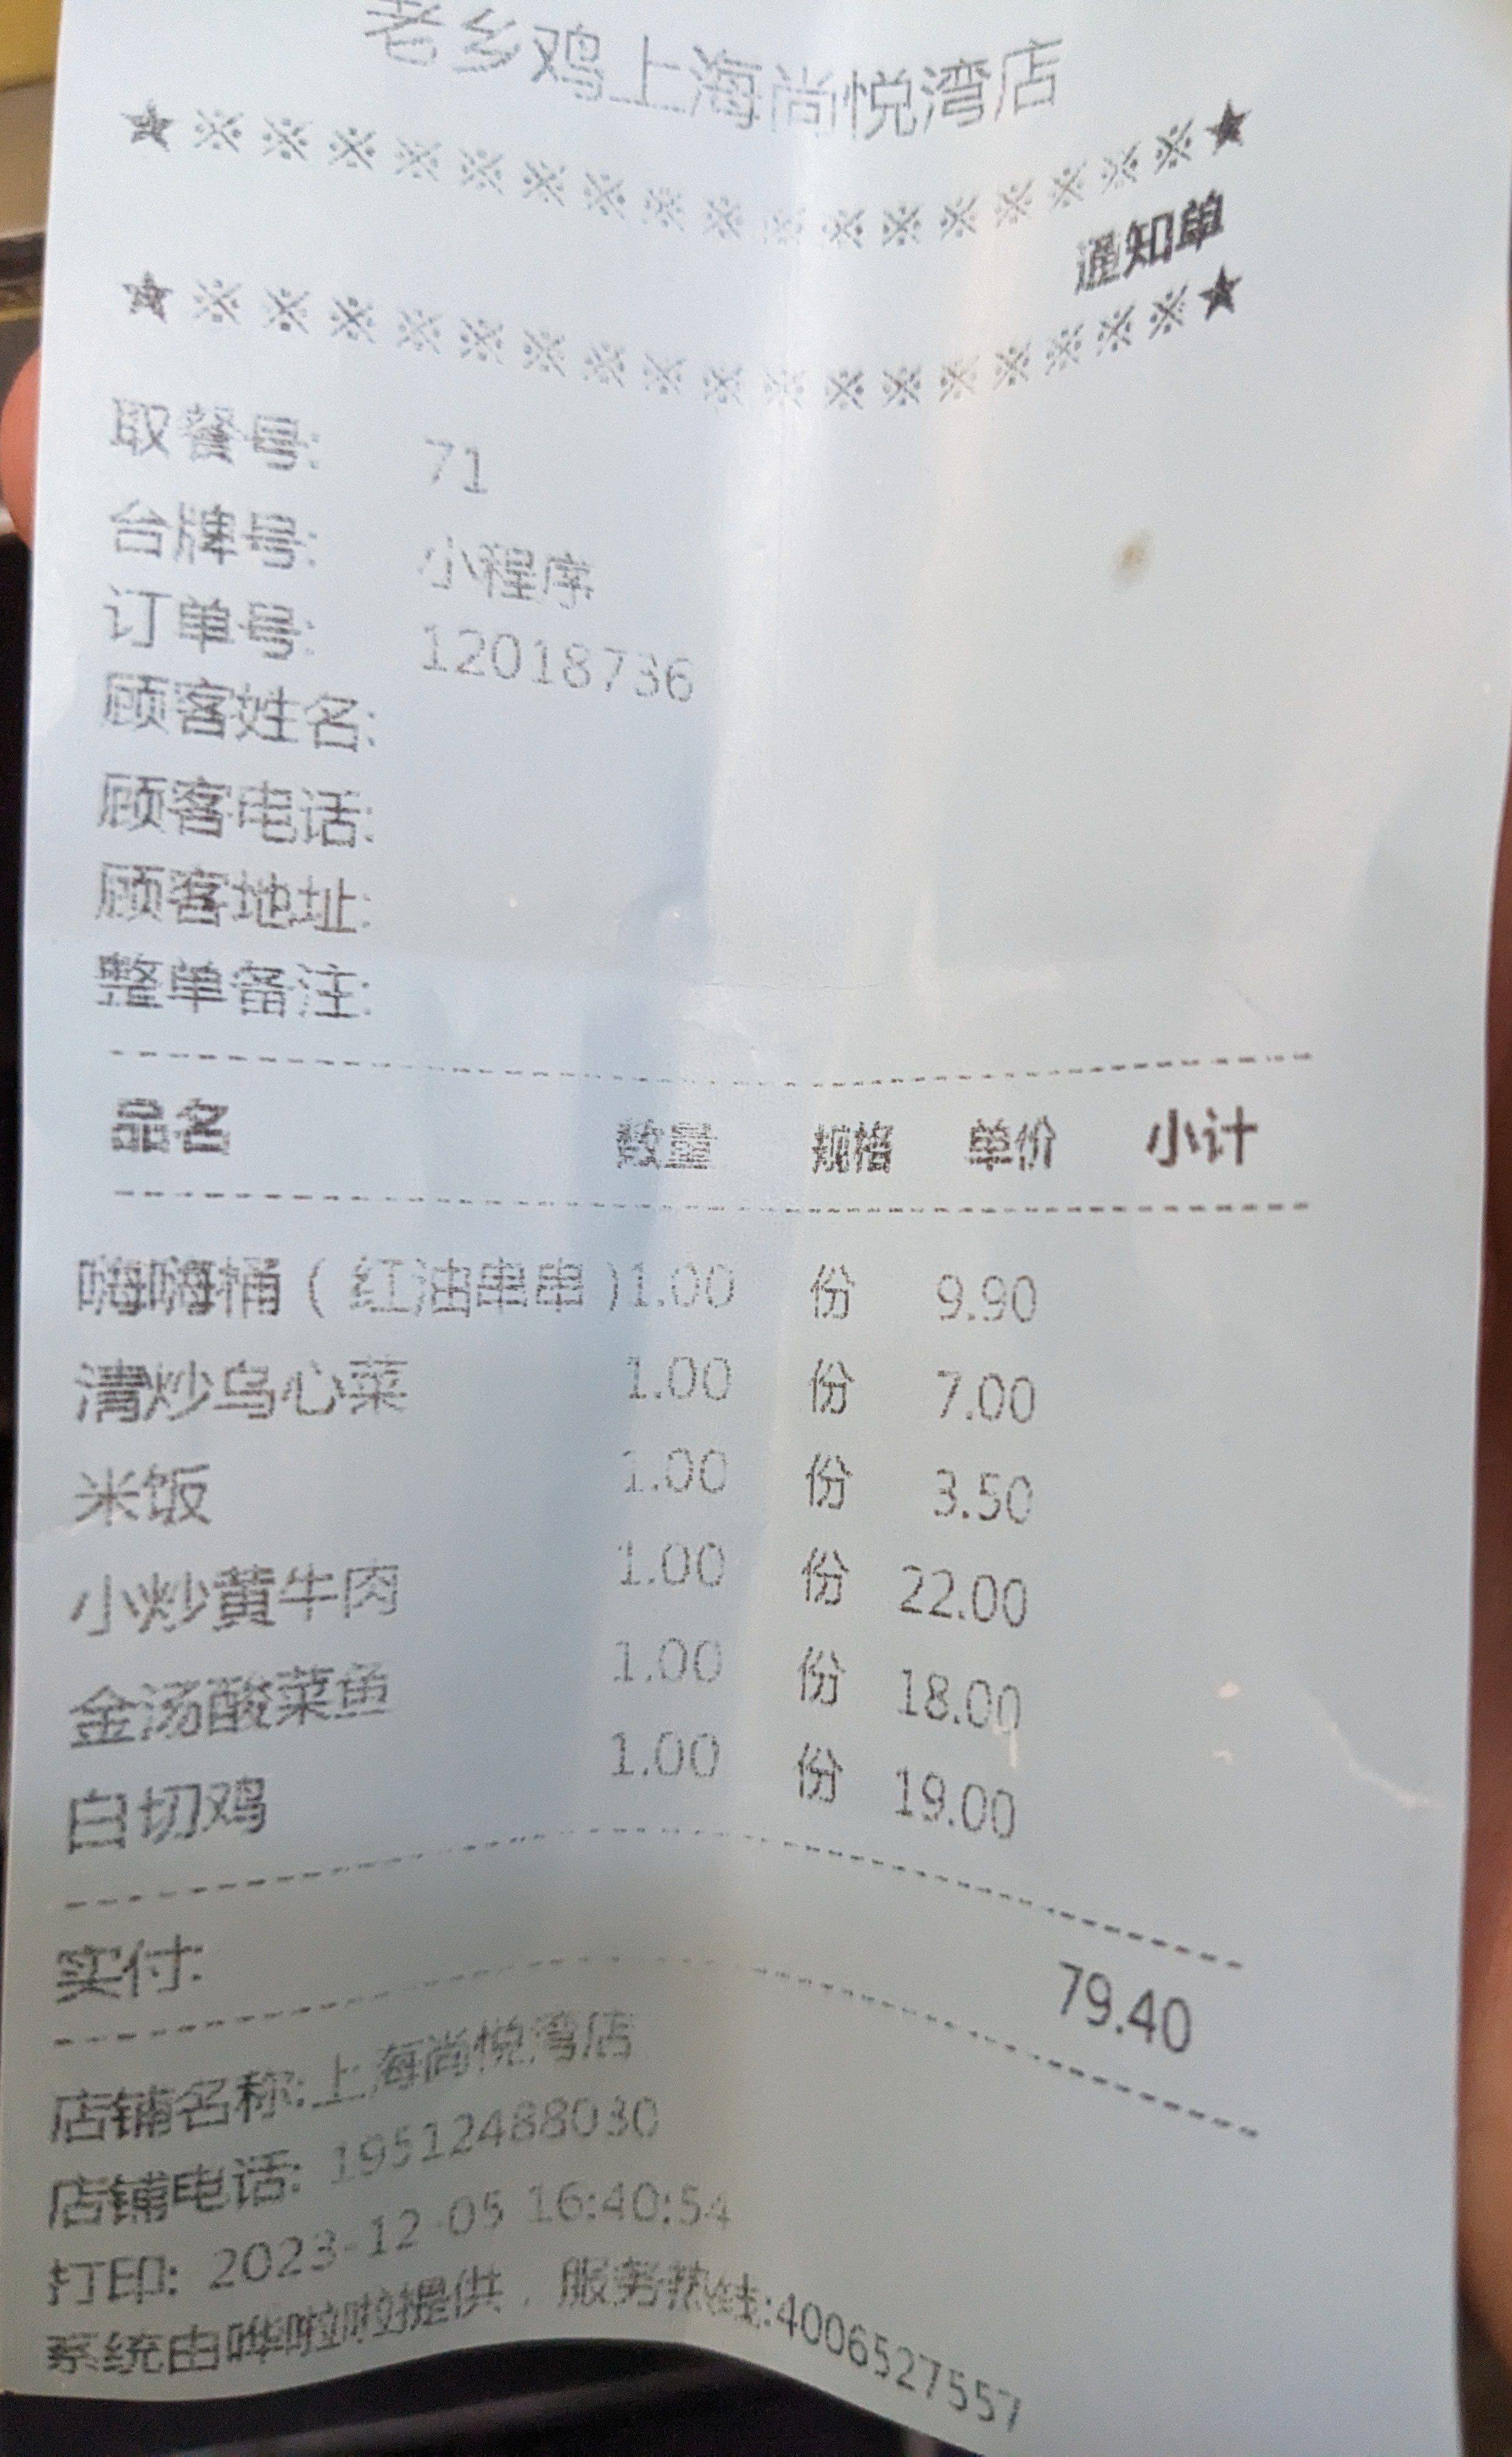 老乡鸡上海尚悦湾店
★※※※※※※※※※※※※※※※※★
通知单
★※※※※※※※※※※※※※※※※★
取餐号: 71
台牌号: 小程序
订单号: 12018736
顾客姓名:
顾客电话:
顾客地址:
整单备注:
品名 数量 规格 单价 小计
嗨嗨桶（红油串串）1.00 份 9.90
清炒乌心菜 1.00 份 7.00
米饭 1.00 份 3.50
小炒黄牛肉 1.00 份 22.00
金汤酸菜鱼 1.00 份 18.00
白切鸡 1.00 份 19.00
实付: 79.40
店铺名称:上海尚悦湾店
店铺电话: 19512488030
打印: 2023-12-05 16:40:54
系统由哗啦啦提供，服务热线:4006527557